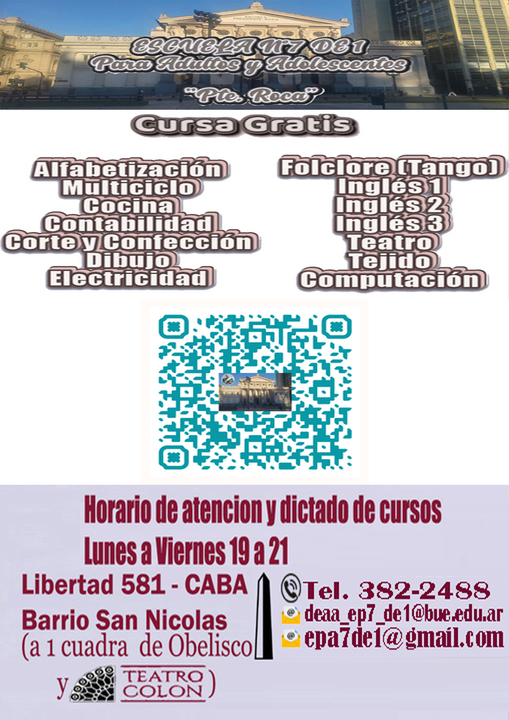 ESCUELA Nº7 DE 1
Para Adultos y Adolescentes
"Pte. Roca"
Cursa Gratis
Alfabetización
Multiciclo
Cocina
Contabilidad
Corte y Confección
Dibujo
Electricidad
Folclore (Tango)
Inglés 1
Inglés 2
Inglés 3
Teatro
Tejido
Computación
Horario de atencion y dictado de cursos
Lunes a Viernes 19 a 21
Libertad 581 - CABA
Barrio San Nicolas
(a 1 cuadra de Obelisco
y TEATRO COLON)
Tel. 382-2488
deaa_ep7_de1@bue.edu.ar
epa7de1@gmail.com